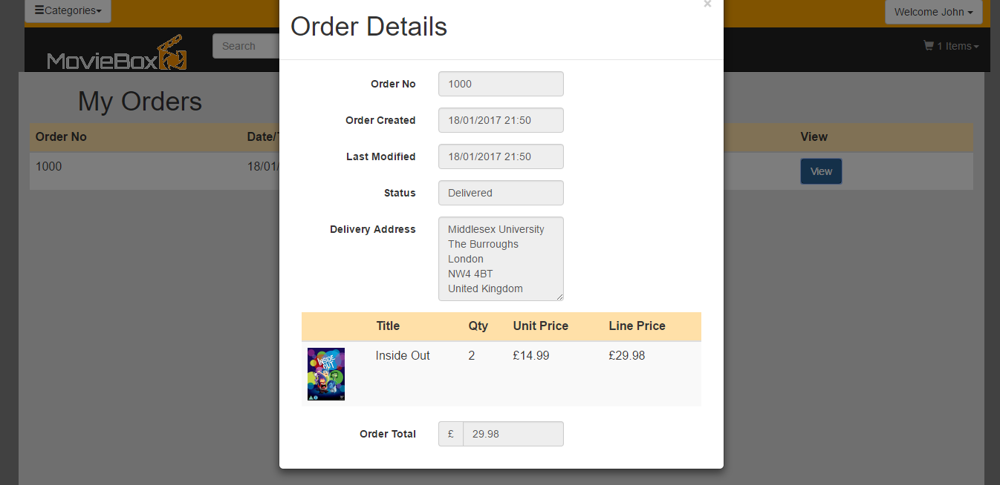 Categories
Welcome John
MovieBox
Search
1 Items
My Orders
Order No Date/ View
1000 18/01/ View
×
Order Details
Order No 1000
Order Created 18/01/2017 21:50
Last Modified 18/01/2017 21:50
Status Delivered
Delivery Address Middlesex University
The Burroughs
London
NW4 4BT
United Kingdom
Title Qty Unit Price Line Price
INSIDE
OUT
Inside Out 2 £14.99 £29.98
Order Total £ 29.98